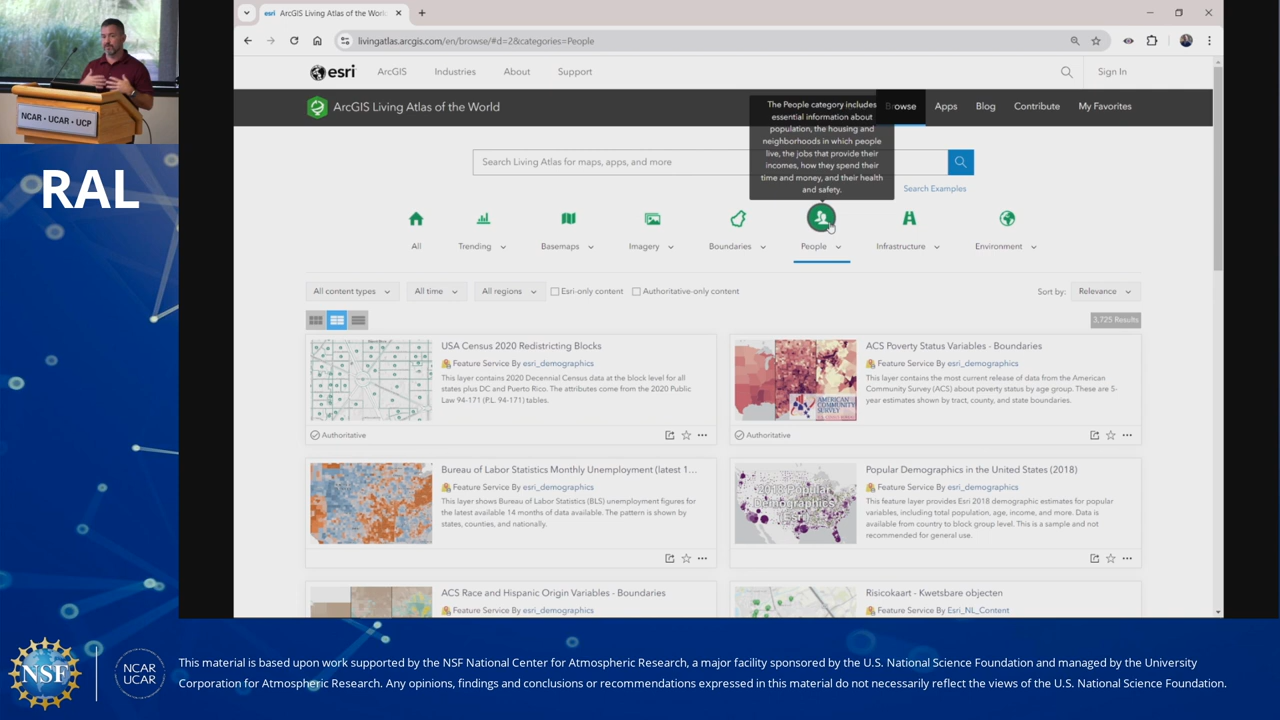 NCAR • UCAR • UCP
RAL
esri ArcGIS Living Atlas of the World
livingatlas.arcgis.com/en/browse/#d=2&categories=People
esri ArcGIS Industries About Support Sign In
ArcGIS Living Atlas of the World Browse Apps Blog Contribute My Favorites
The People category includes
essential information about
population, the housing and
neighborhoods in which people
live, the jobs that provide their
incomes, how they spend their
time and money, and their health
and safety.
Search Living Atlas for maps, apps, and more
Search Examples
All Trending Basemaps Imagery Boundaries People Infrastructure Environment
All content types All time All regions Esri-only content Authoritative-only content Sort by: Relevance
3,725 Results
USA Census 2020 Redistricting Blocks
Feature Service By esri_demographics
This layer contains 2020 Decennial Census data at the block level for all
states plus DC and Puerto Rico. The attributes come from the 2020 Public
Law 94-171 (P.L. 94-171) tables.
Authoritative
ACS Poverty Status Variables - Boundaries
Feature Service By esri_demographics
This layer contains the most current release of data from the American
Community Survey (ACS) about poverty status by age group. These are 5-
year estimates shown by tract, county, and state boundaries.
AMERICAN
COMMUNITY
SURVEY
Authoritative
Bureau of Labor Statistics Monthly Unemployment (latest 1...
Feature Service By esri_demographics
This layer shows Bureau of Labor Statistics (BLS) unemployment figures for
the latest available 14 months of data available. The pattern is shown by
states, counties, and nationally.
Popular Demographics in the United States (2018)
Feature Service By esri_demographics
This feature layer provides Esri 2018 demographic estimates for popular
variables, including total population, age, income, and more. Data is
available from country to block group level. This is a sample and not
recommended for general use.
2018 Popular
Demographics
ACS Race and Hispanic Origin Variables - Boundaries
Feature Service By esri_demographics
Risicokaart - Kwetsbare objecten
Feature Service By Esri_NL_Content
NSF
NCAR
UCAR
This material is based upon work supported by the NSF National Center for Atmospheric Research, a major facility sponsored by the U.S. National Science Foundation and managed by the University
Corporation for Atmospheric Research. Any opinions, findings and conclusions or recommendations expressed in this material do not necessarily reflect the views of the U.S. National Science Foundation.